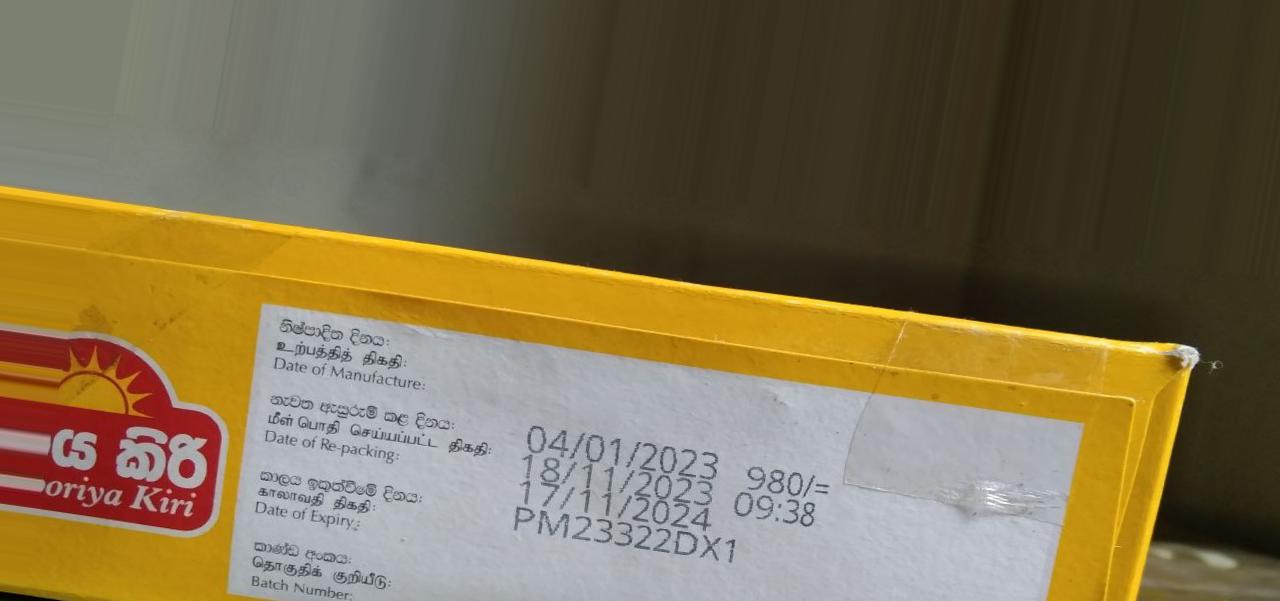 නිෂ්පාදිත දිනය:
உற்பத்தித் திகதி:
Date of Manufacture:
නැවත ඇසුරුම් කළ දිනය:
மீள் பொதி செய்யப்பட்ட திகதி:
Date of Re-packing:
කාලය ඉකුත්වීමේ දිනය:
காலாவதி திகதி:
Date of Expiry:
කාණ්ඩ අංකය:
தொகுதிக் குறியீடு:
Batch Number:
04/01/2023 980/=
18/11/2023 09:38
17/11/2024
PM23322DX1
ය කිරි
oriya Kiri